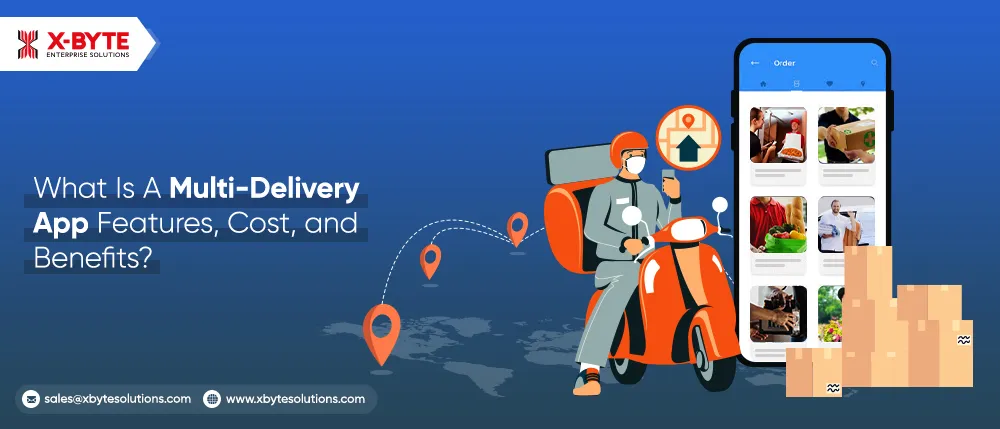 X-BYTE
ENTERPRISE SOLUTIONS
Order
What Is A Multi-Delivery
App Features, Cost, and
Benefits?
sales@xbytesolutions.com
www.xbytesolutions.com